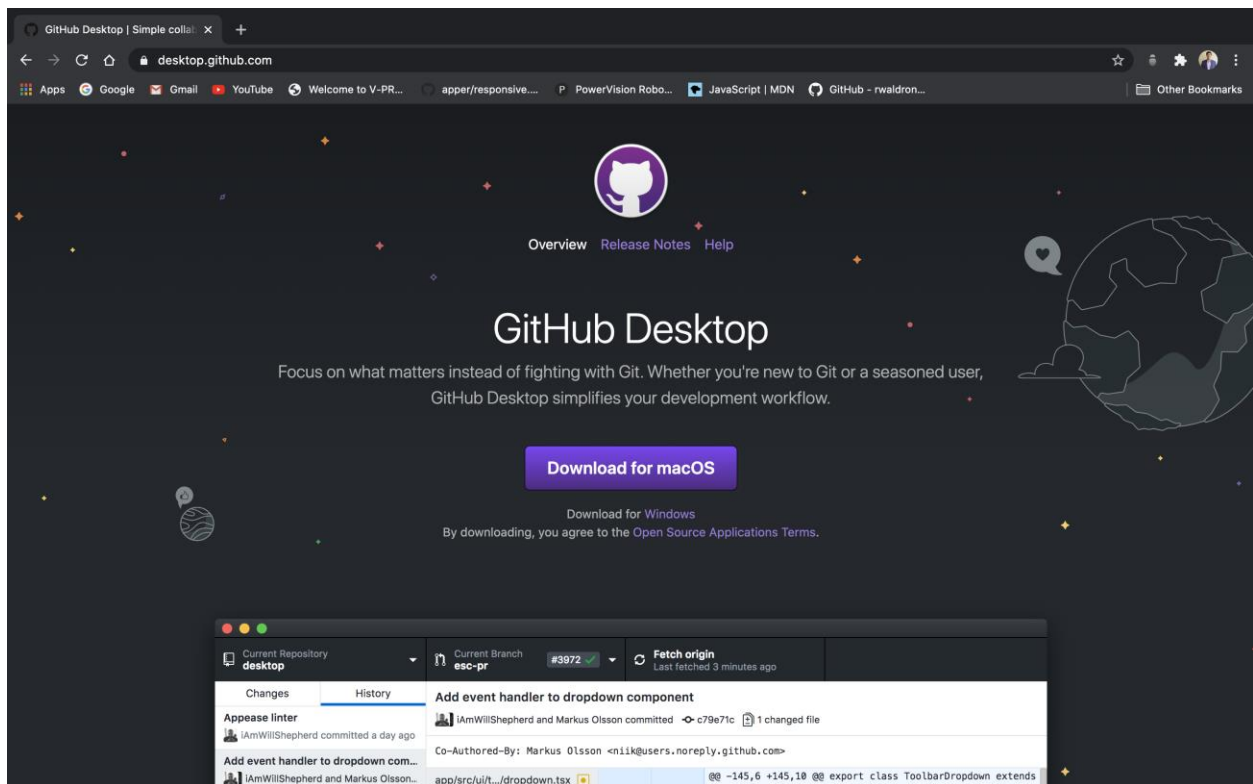 GitHub Desktop | Simple collab
desktop.github.com
Apps Google Gmail YouTube Welcome to V-PR... apper/responsive.... PowerVision Robo... JavaScript | MDN GitHub - rwaldron... Other Bookmarks
Overview Release Notes Help
GitHub Desktop
Focus on what matters instead of fighting with Git. Whether you're new to Git or a seasoned user,
GitHub Desktop simplifies your development workflow.
Download for macOS
Download for Windows
By downloading, you agree to the Open Source Applications Terms.
Current Repository
desktop
Current Branch
esc-pr
#3972
Fetch origin
Last fetched 3 minutes ago
Changes History
Appease linter
iAmWillShepherd committed a day ago
Add event handler to dropdown com...
iAmWillShepherd and Markus Olsson...
Add event handler to dropdown component
iAmWillShepherd and Markus Olsson committed c79e71c 1 changed file
Co-Authored-By: Markus Olsson <niik@users.noreply.github.com>
app/src/ui/t.../dropdown.tsx
@@ -145,6 +145,10 @@ export class ToolbarDropdown extends